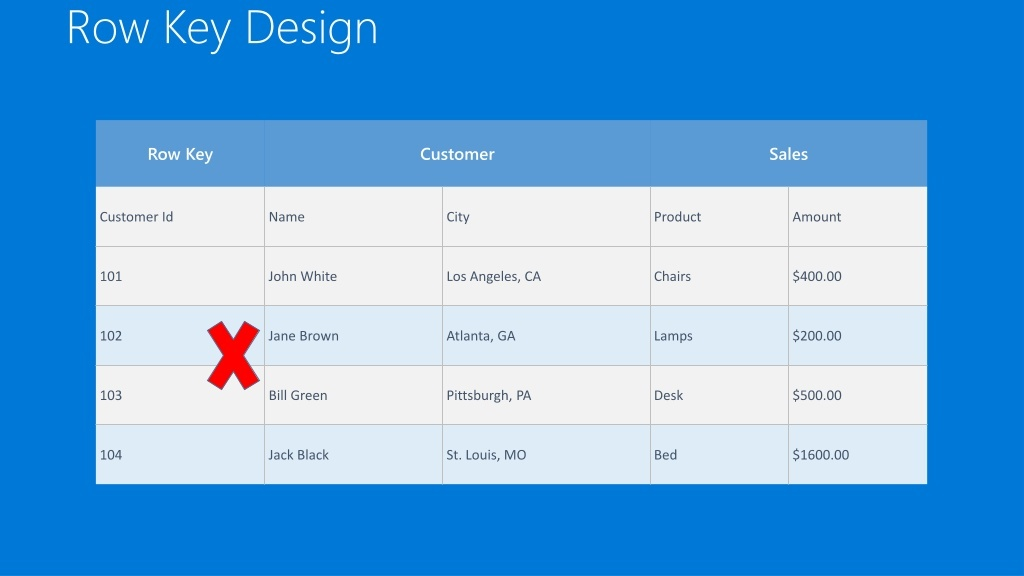 Row Key Design
Row Key Customer Sales
Customer Id Name City Product Amount
101 John White Los Angeles, CA Chairs $400.00
102 Jane Brown Atlanta, GA Lamps $200.00
103 Bill Green Pittsburgh, PA Desk $500.00
104 Jack Black St. Louis, MO Bed $1600.00